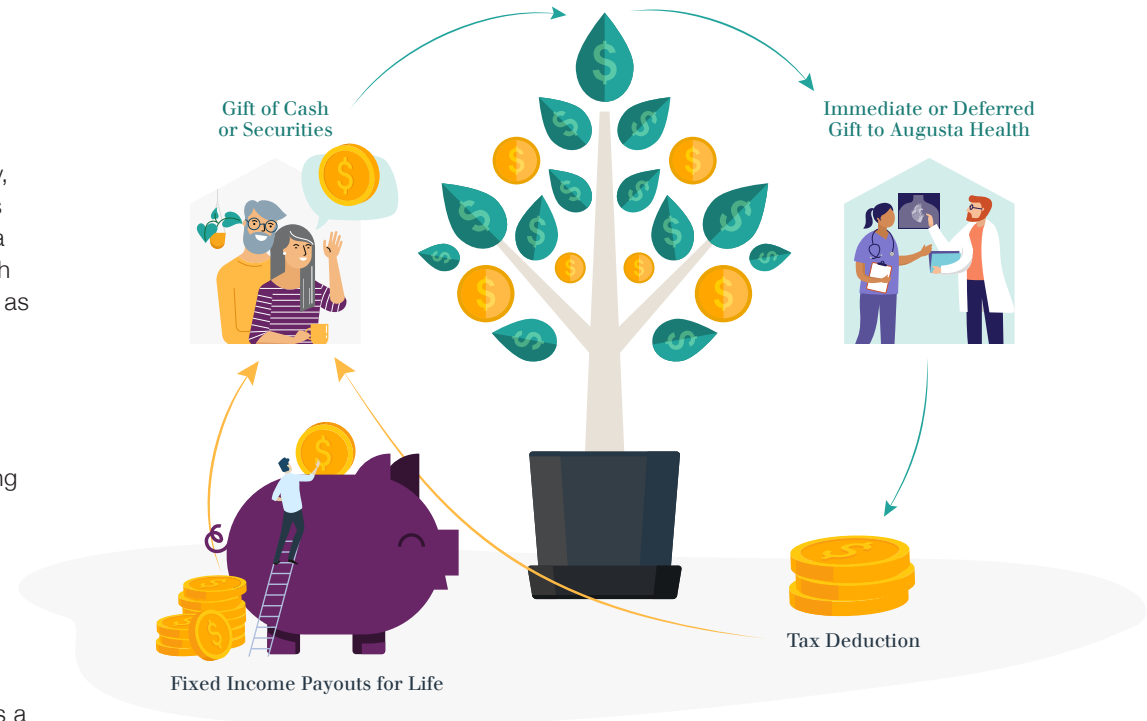 Gift of Cash
or Securities
Immediate or Deferred
Gift to Augusta Health
as
Tax Deduction
Fixed Income Payouts for Life
s a